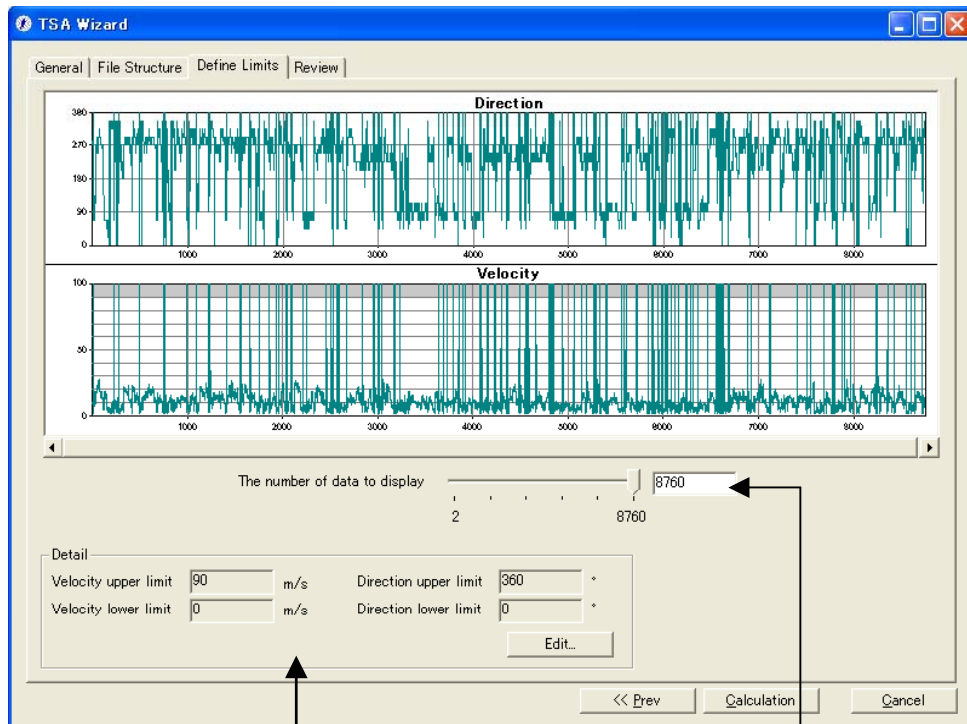 TSA Wizard
General File Structure Define Limits Review
Direction
360
270
180
90
0
1000 2000 3000 4000 5000 6000 7000 8000
Velocity
100
50
0
1000 2000 3000 4000 5000 6000 7000 8000
The number of data to display 8760
2 8760
Detail
Velocity upper limit 90 m/s Direction upper limit 360 °
Velocity lower limit 0 m/s Direction lower limit 0 °
Edit...
<< Prev Calculation Cancel